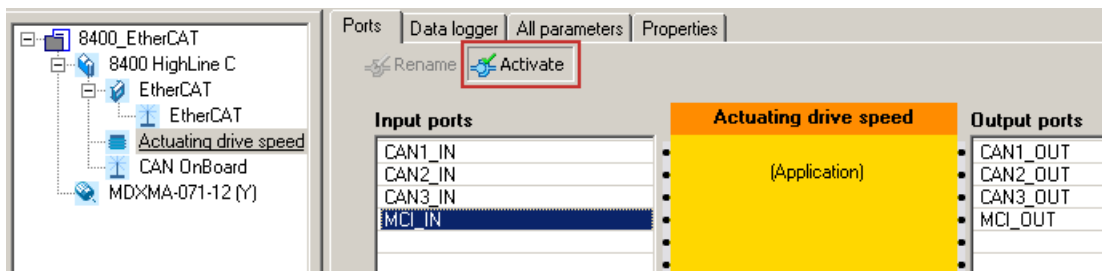 8400_EtherCAT
8400 HighLine C
EtherCAT
EtherCAT
Actuating drive speed
CAN OnBoard
MDXMA-071-12 (Y)
Ports Data logger All parameters Properties
Rename Activate
Input ports Actuating drive speed Output ports
CAN1_IN CAN1_OUT
CAN2_IN (Application) CAN2_OUT
CAN3_IN CAN3_OUT
MCI_IN MCI_OUT